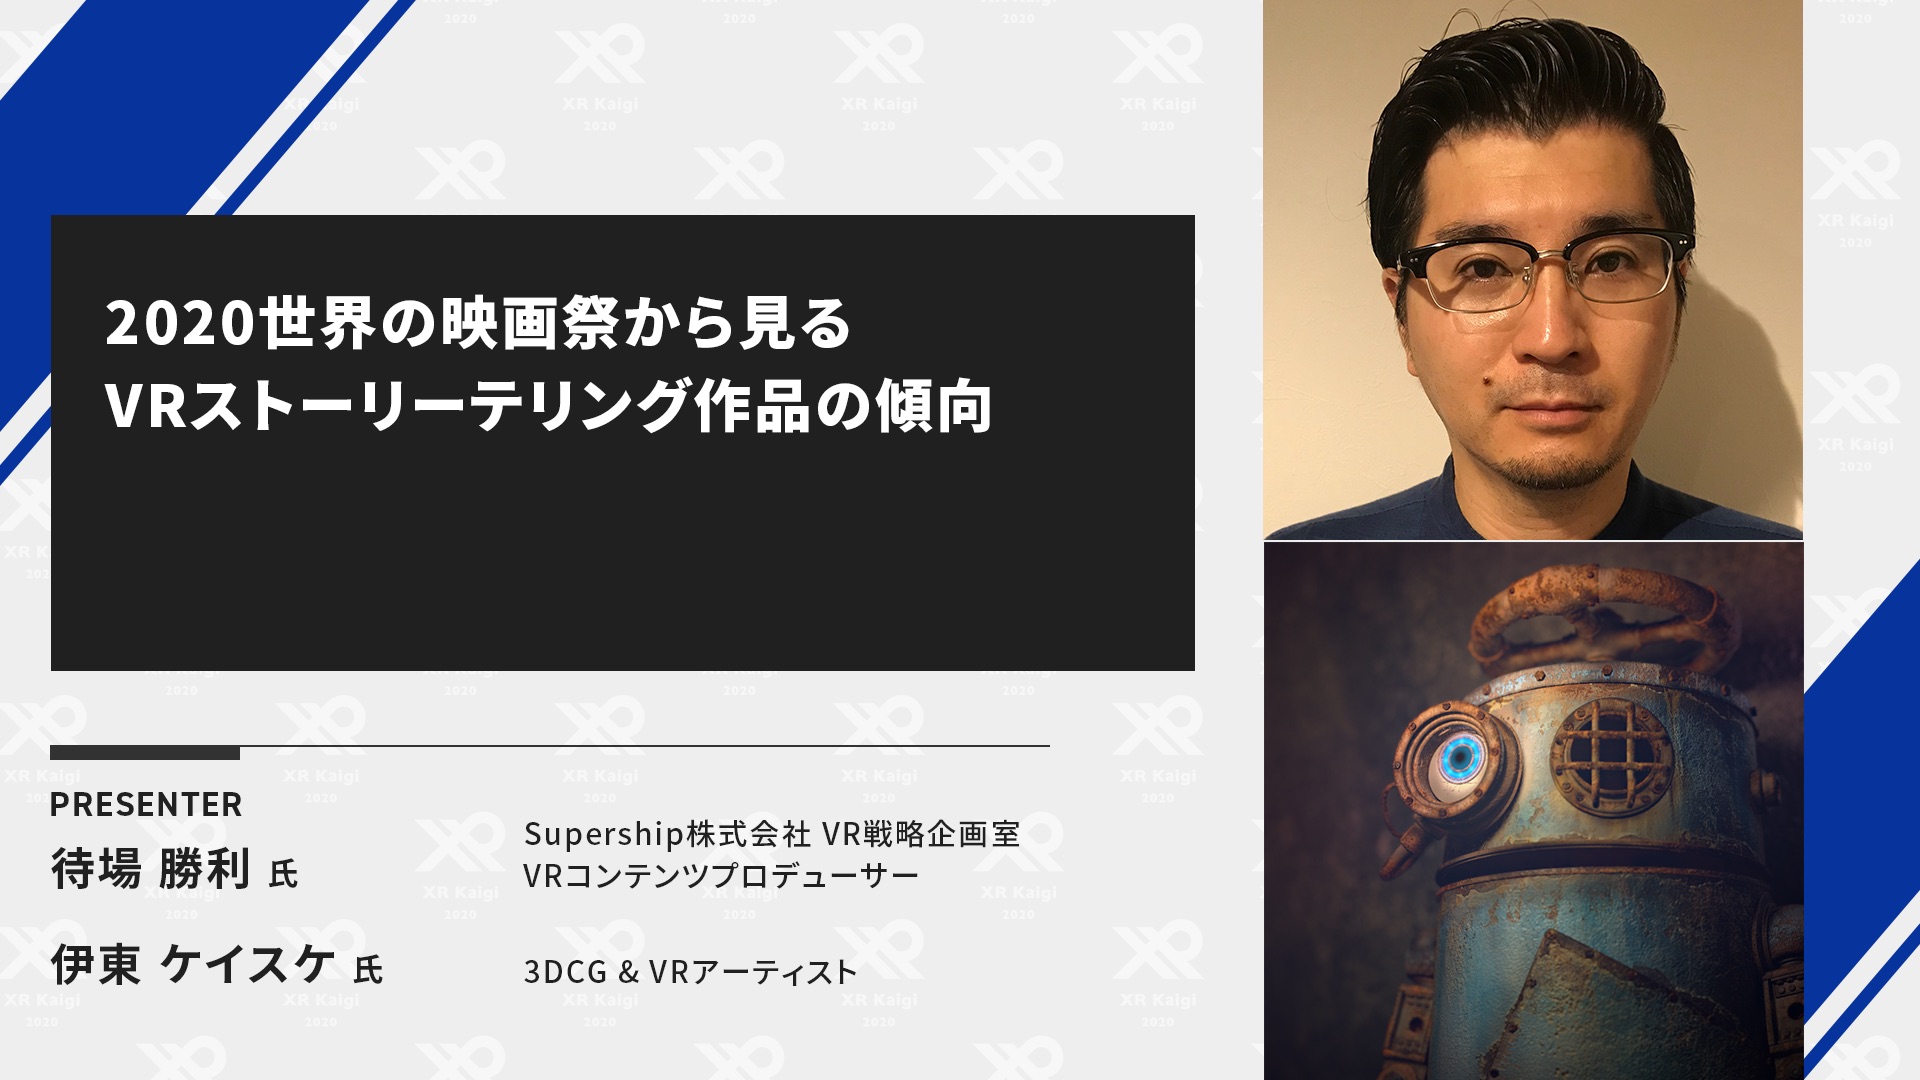 2020世界の映画祭から見る
VRストーリーテリング作品の傾向
PRESENTER
待場 勝利 氏
Supership株式会社 VR戦略企画室
VRコンテンツプロデューサー
伊東 ケイスケ 氏
3DCG & VRアーティスト
XR Kaigi
2020